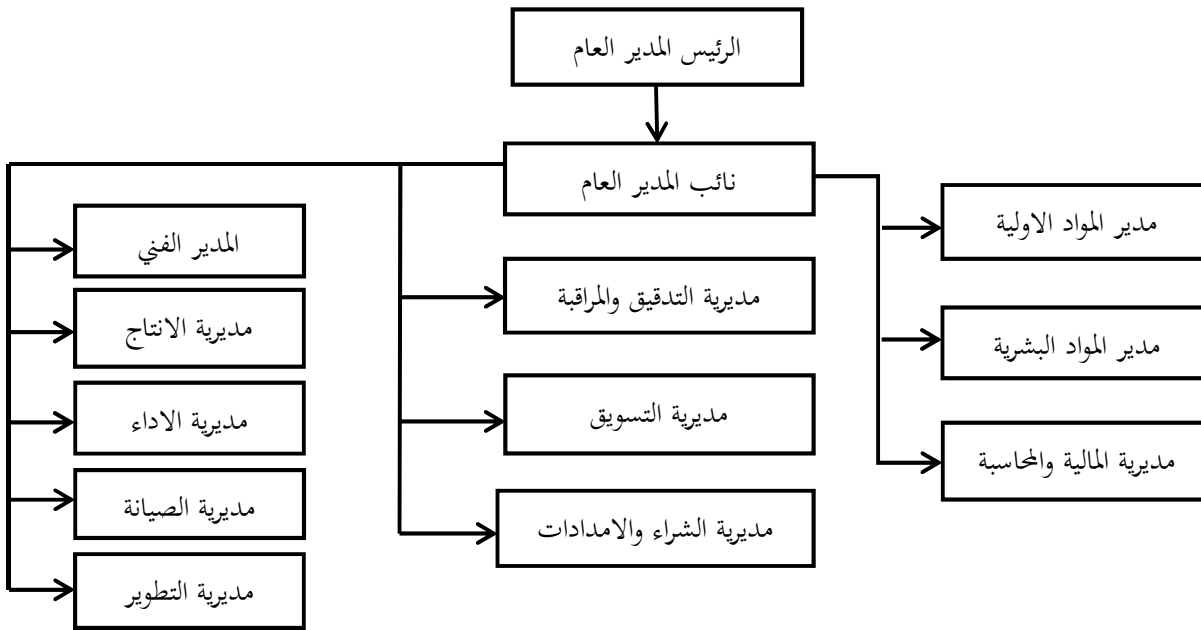 الرئيس المدير العام
نائب المدير العام
مدير المواد الاولية
مدير المواد البشرية
مديرية المالية والمحاسبة
مديرية التدقيق والمراقبة
مديرية التسويق
مديرية الشراء والامدادات
المدير الفني
مديرية الانتاج
مديرية الاداء
مديرية الصيانة
مديرية التطوير